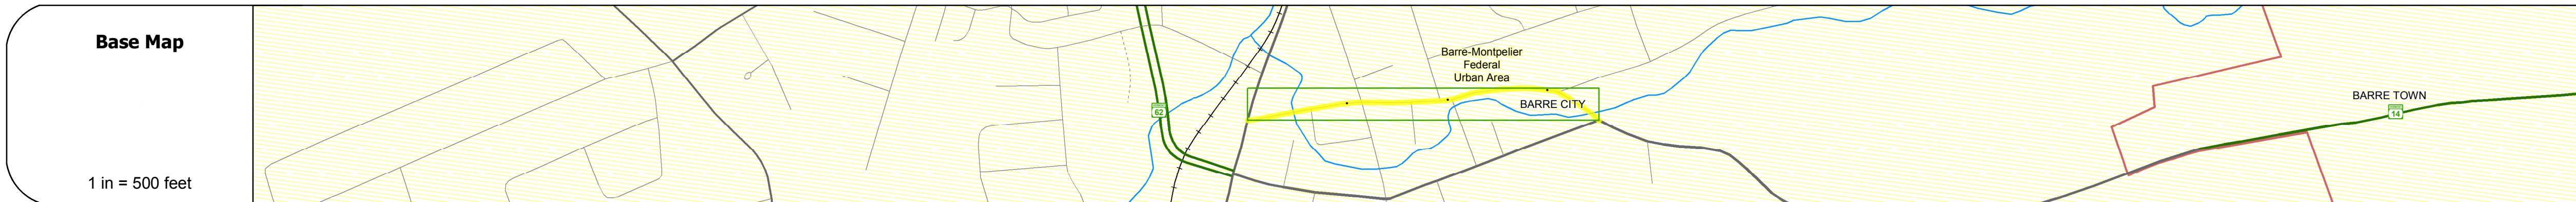 Base Map
1 in = 500 feet
62
Barre-Montpelier
Federal
Urban Area
BARRE CITY
BARRE TOWN
14